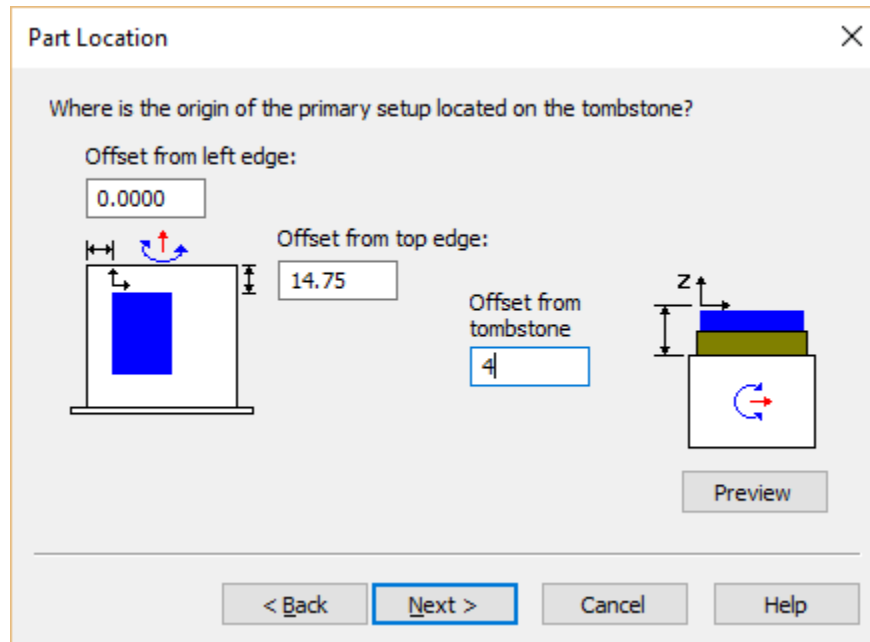 Part Location
Where is the origin of the primary setup located on the tombstone?
Offset from left edge:
0.0000
Offset from top edge:
14.75
Offset from
tombstone
4
Z
Preview
< Back
Next >
Cancel
Help